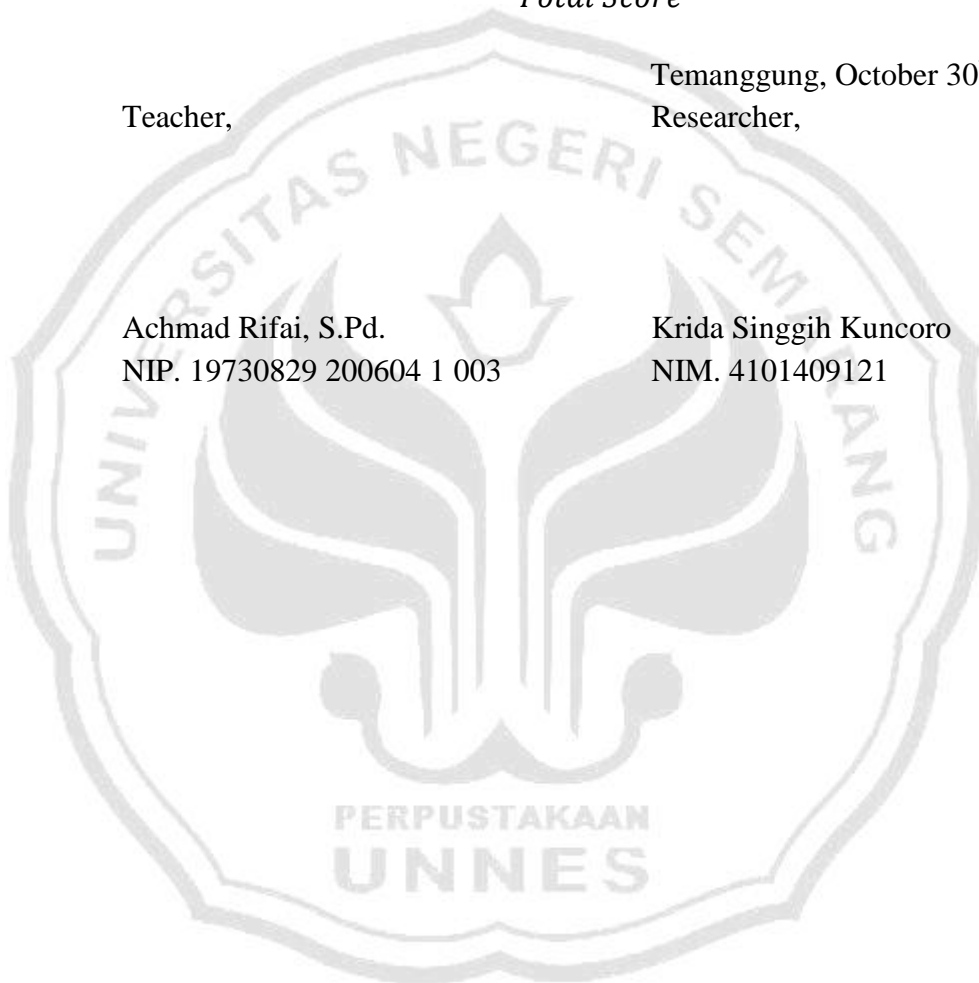 Total Score
Temanggung, October 30
Teacher, Researcher,
UNIVERSITAS NEGERI SEMARANG
Achmad Rifai, S.Pd. Krida Singgih Kuncoro
NIP. 19730829 200604 1 003 NIM. 4101409121
PERPUSTAKAAN
UNNES